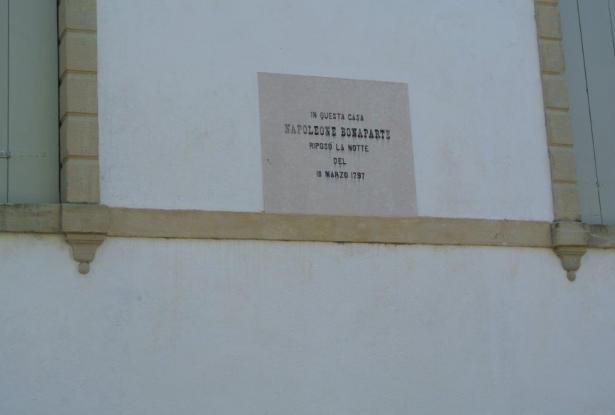 IN QUESTA CASA
NAPOLEONE BONAPARTE
RIPOSÒ LA NOTTE
DEL
18 MARZO 1797